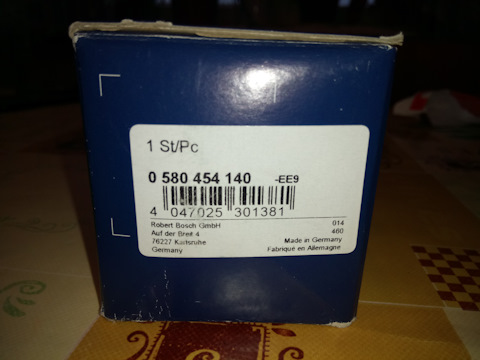 1 St/Pc
0 580 454 140 -EE9
4 047025 301381
Robert Bosch GmbH 014
Auf der Breit 4 460
76227 Karlsruhe Made in Germany
Germany Fabriqué en Allemagne